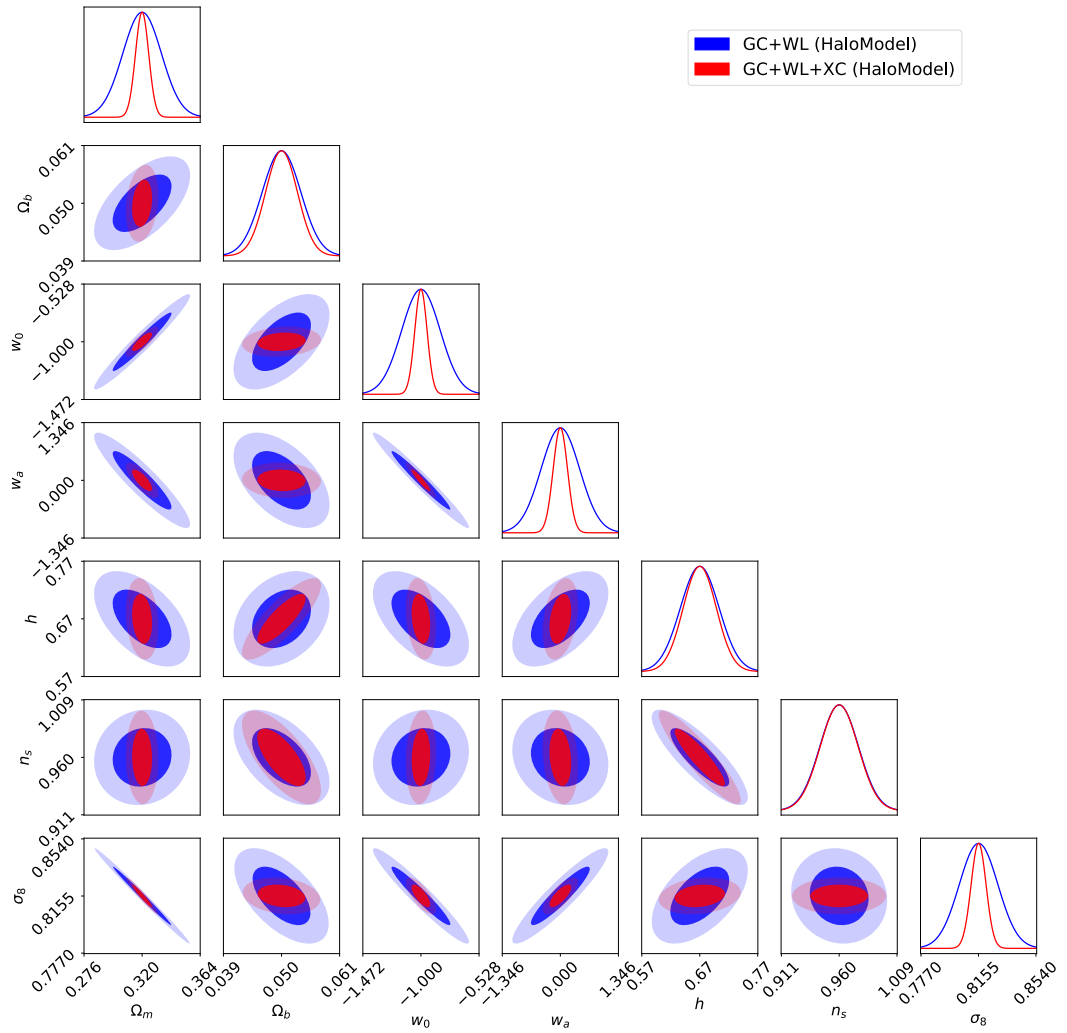 GC+WL (HaloModel)
GC+WL+XC (HaloModel)
0.061
0.050
0.039
Ω_b
−0.528
−1.000
−1.472
w_0
1.346
0.000
−1.346
w_a
0.77
0.67
0.57
h
1.009
0.960
0.911
n_s
0.8540
0.8155
0.7770
σ_8
0.276 0.320 0.364
0.039 0.050 0.061
−1.472 −1.000 −0.528
−1.346 0.000 1.346
0.57 0.67 0.77
0.911 0.960 1.009
0.7770 0.8155 0.8540
Ω_m Ω_b w_0 w_a h n_s σ_8